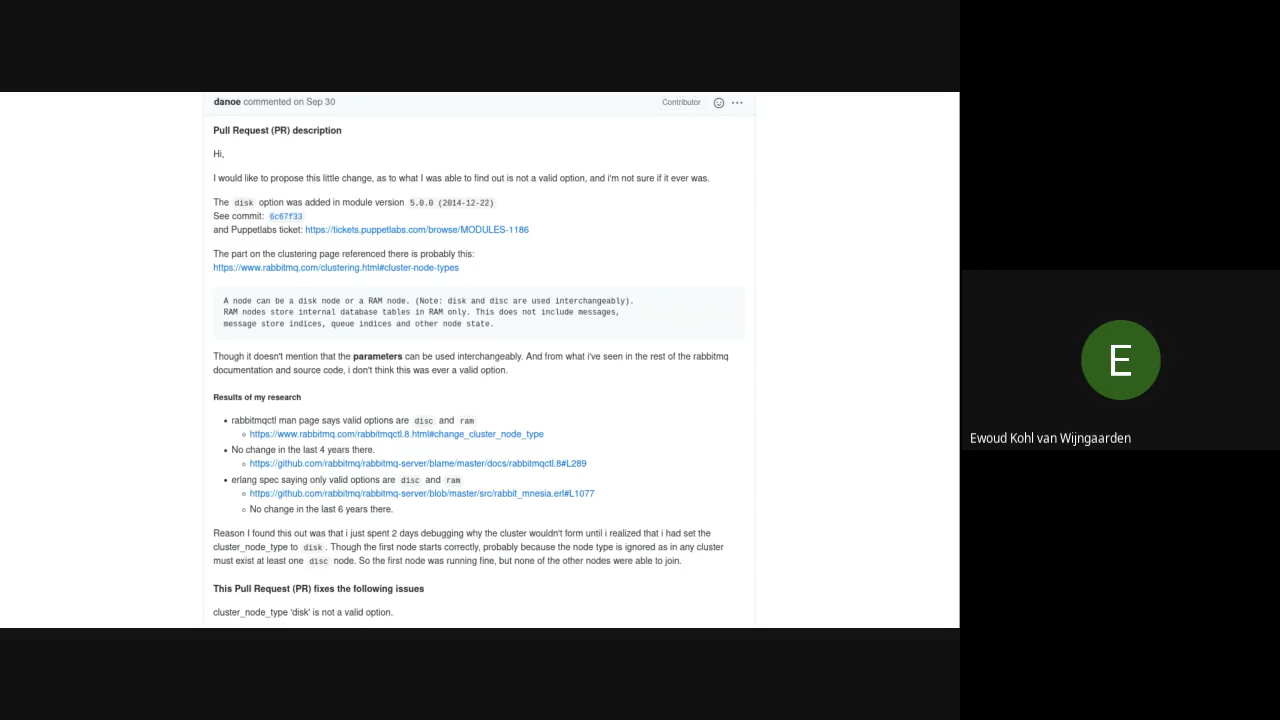 danoe commented on Sep 30
Contributor
Pull Request (PR) description
Hi,
I would like to propose this little change, as to what I was able to find out is not a valid option, and i'm not sure if it ever was.
The disk option was added in module version 5.0.0 (2014-12-22)
See commit: 6c67f33
and Puppetlabs ticket: https://tickets.puppetlabs.com/browse/MODULES-1186
The part on the clustering page referenced there is probably this:
https://www.rabbitmq.com/clustering.html#cluster-node-types
A node can be a disk node or a RAM node. (Note: disk and disc are used interchangeably).
RAM nodes store internal database tables in RAM only. This does not include messages,
message store indices, queue indices and other node state.
Though it doesn't mention that the parameters can be used interchangeably. And from what i've seen in the rest of the rabbitmq
documentation and source code, i don't think this was ever a valid option.
Results of my research
• rabbitmqctl man page says valid options are disc and ram
○ https://www.rabbitmq.com/rabbitmqctl.8.html#change_cluster_node_type
• No change in the last 4 years there.
○ https://github.com/rabbitmq/rabbitmq-server/blame/master/docs/rabbitmqctl.8#L289
• erlang spec saying only valid options are disc and ram
○ https://github.com/rabbitmq/rabbitmq-server/blob/master/src/rabbit_mnesia.erl#L1077
○ No change in the last 6 years there.
Reason I found this out was that i just spent 2 days debugging why the cluster wouldn't form until i realized that i had set the
cluster_node_type to disk. Though the first node starts correctly, probably because the node type is ignored as in any cluster
must exist at least one disc node. So the first node was running fine, but none of the other nodes were able to join.
This Pull Request (PR) fixes the following issues
cluster_node_type 'disk' is not a valid option.
E
Ewoud Kohl van Wijngaarden